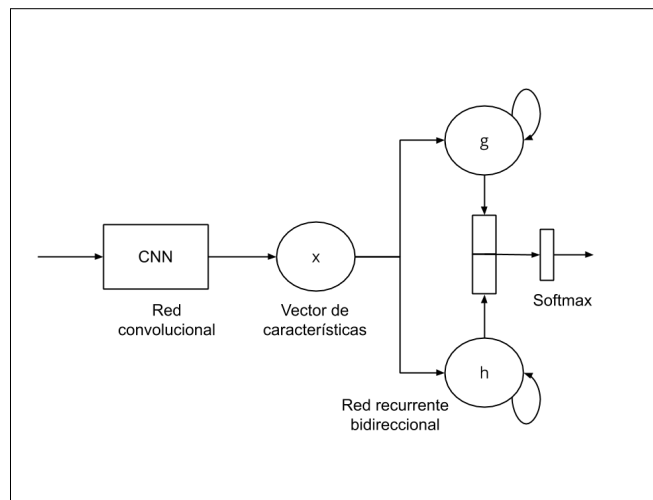 g
CNN
x
Red
convolucional
Vector de
características
Softmax
h
Red recurrente
bidireccional